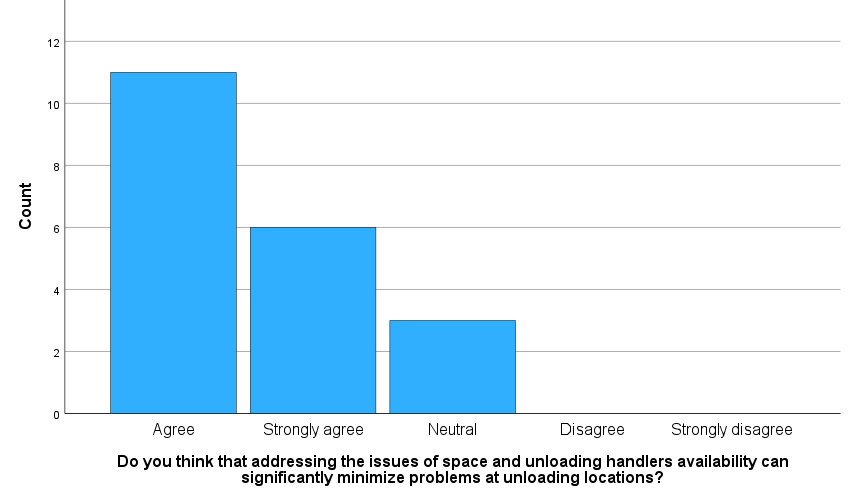 12
10
8
6
4
2
0
Count
Agree Strongly agree Neutral Disagree Strongly disagree
Do you think that addressing the issues of space and unloading handlers availability can
significantly minimize problems at unloading locations?